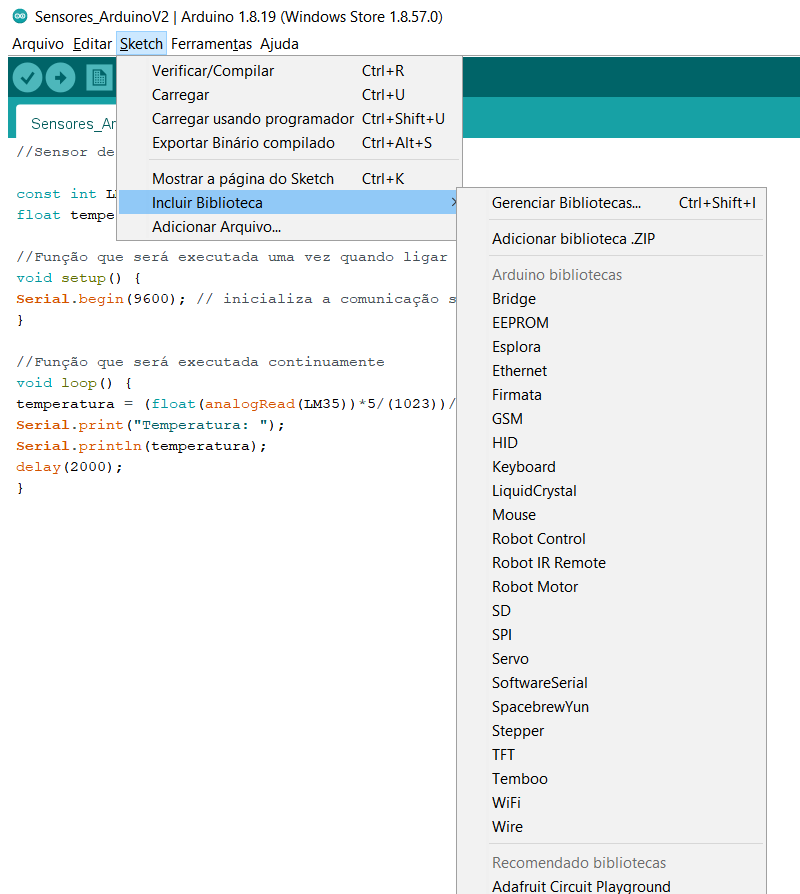 Sensores_ArduinoV2 | Arduino 1.8.19 (Windows Store 1.8.57.0)
Arquivo Editar Sketch Ferramentas Ajuda
Verificar/Compilar Ctrl+R
Carregar Ctrl+U
Carregar usando programador Ctrl+Shift+U
Exportar Binário compilado Ctrl+Alt+S
Mostrar a página do Sketch Ctrl+K
Incluir Biblioteca
Adicionar Arquivo...
Gerenciar Bibliotecas... Ctrl+Shift+I
Adicionar biblioteca .ZIP
Arduino bibliotecas
Bridge
EEPROM
Esplora
Ethernet
Firmata
GSM
HID
Keyboard
LiquidCrystal
Mouse
Robot Control
Robot IR Remote
Robot Motor
SD
SPI
Servo
SoftwareSerial
SpacebrewYun
Stepper
TFT
Temboo
WiFi
Wire
Recomendado bibliotecas
Adafruit Circuit Playground
Sensores_Ar
//Sensor de
const int
float tempe
//Função que será executada uma vez quando ligar
void setup() {
Serial.begin(9600); // inicializa a comunicação s
}
//Função que será executada continuamente
void loop() {
temperatura = (float(analogRead(LM35))*5/(1023))/
Serial.print("Temperatura: ");
Serial.println(temperatura);
delay(2000);
}